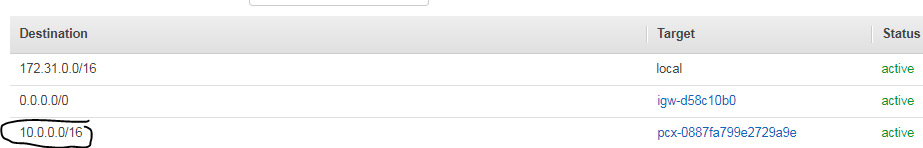 Destination Target Status
172.31.0.0/16 local active
0.0.0.0/0 igw-d58c10b0 active
10.0.0.0/16 pcx-0887fa799e2729a9e active